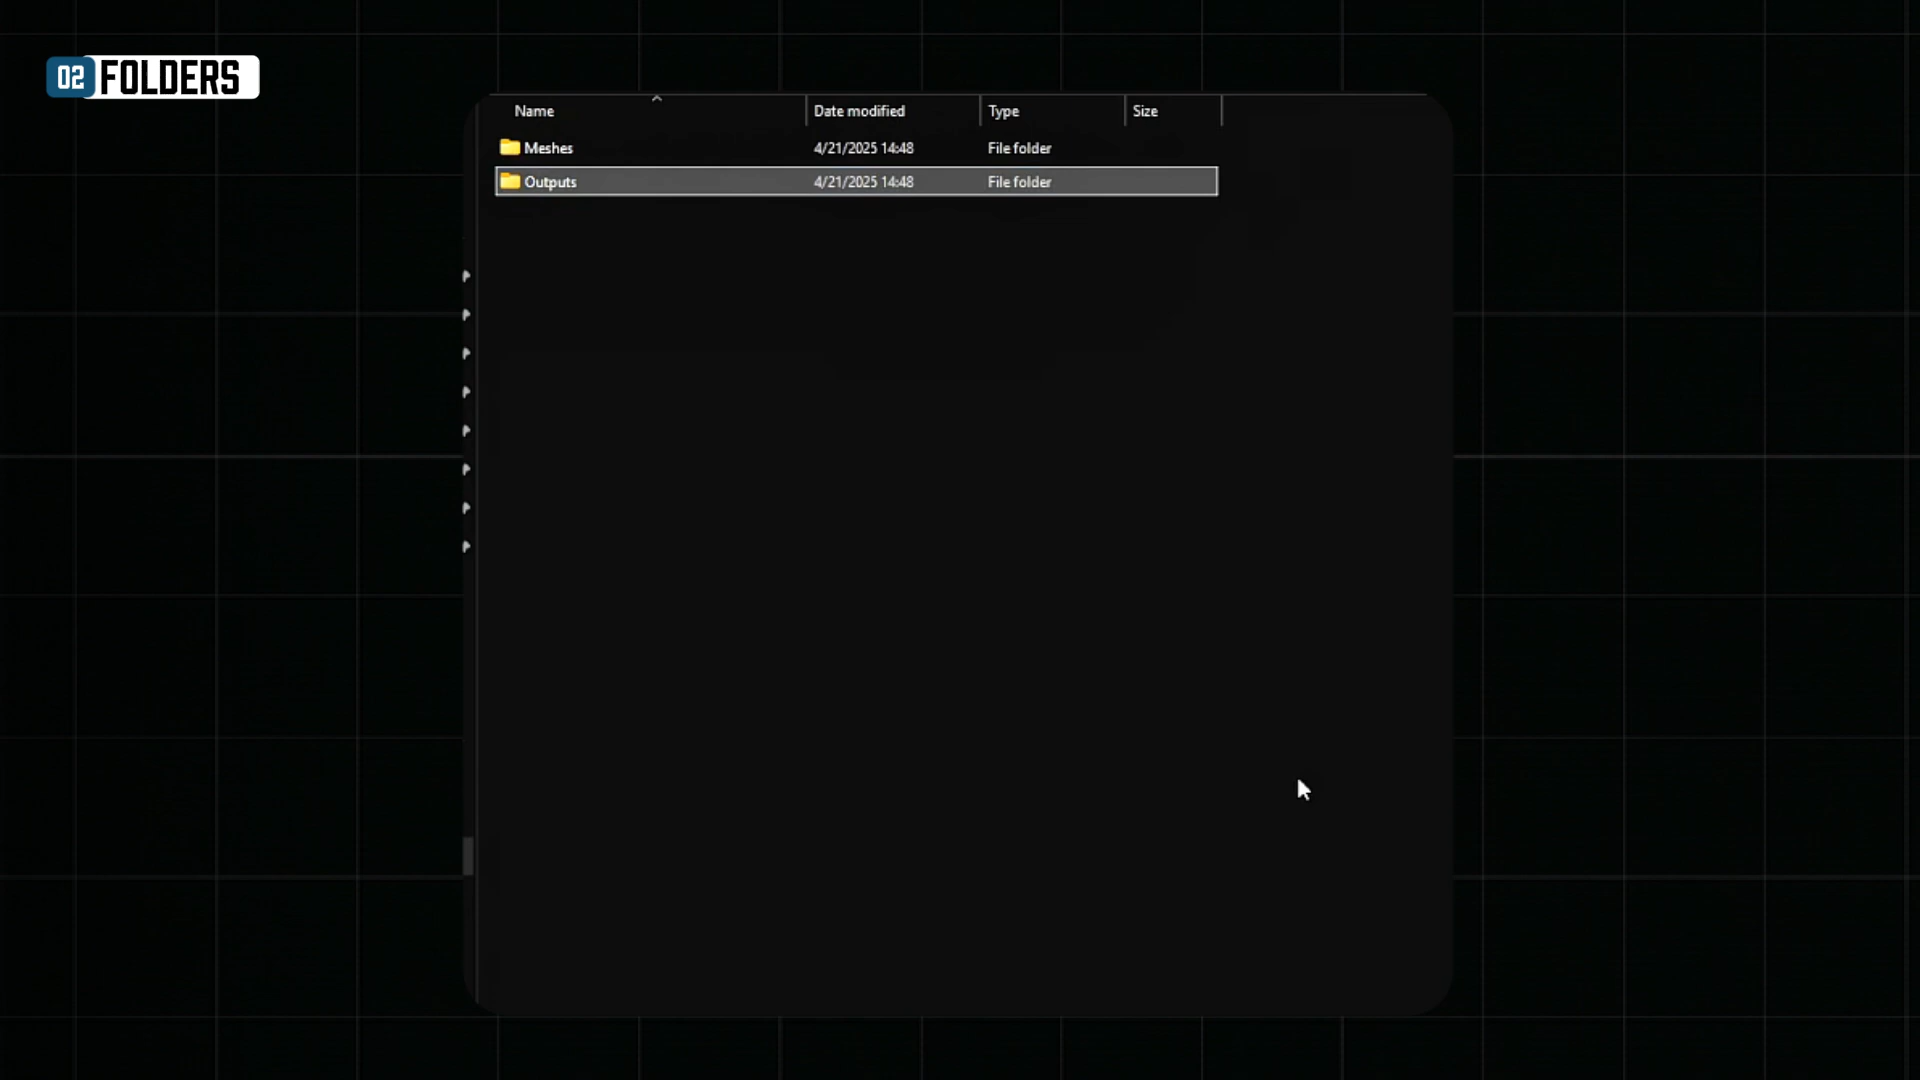 02 FOLDERS
Name Date modified Type Size
Meshes 4/21/2025 14:48 File folder
Outputs 4/21/2025 14:48 File folder